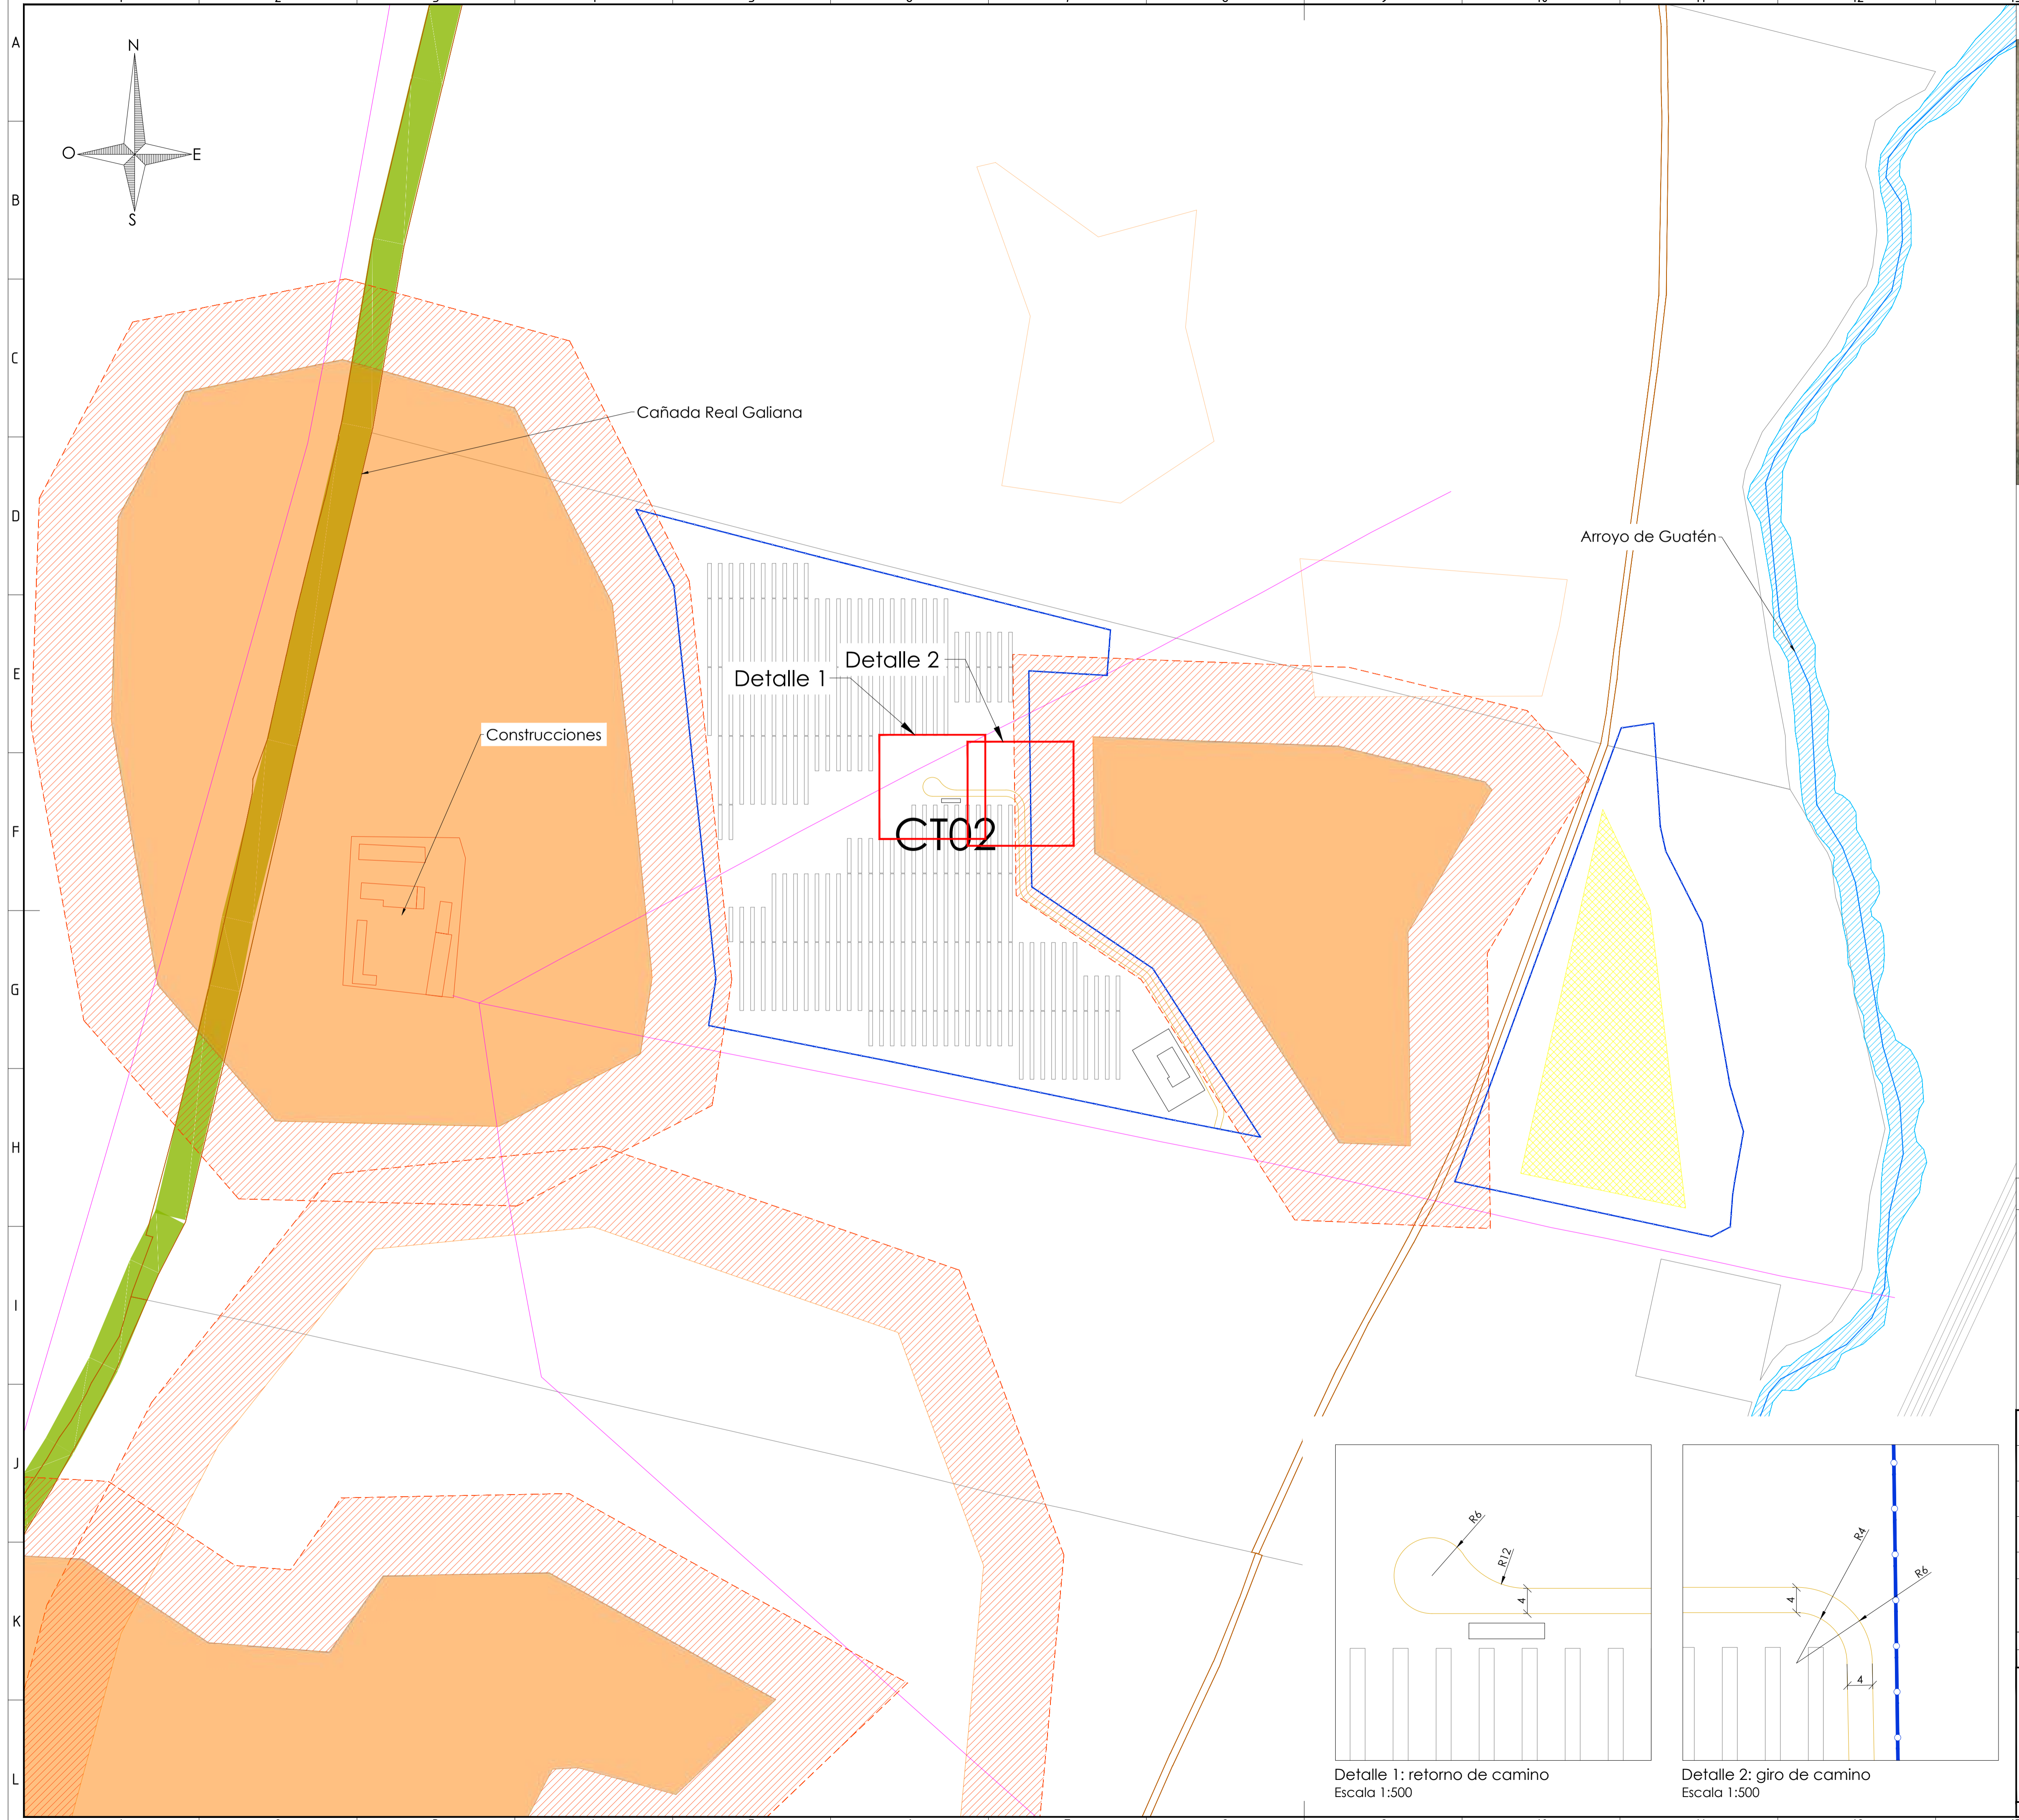 A
N
O
E
S
B
C
Cañada Real Galiana
D
Arroyo de Guatén
E
Detalle 2
Detalle 1
Construcciones
F
CT02
G
H
I
J
K
L
R6
R12
4
R4
R6
4
4
Detalle 1: retorno de camino
Escala 1:500
Detalle 2: giro de camino
Escala 1:500